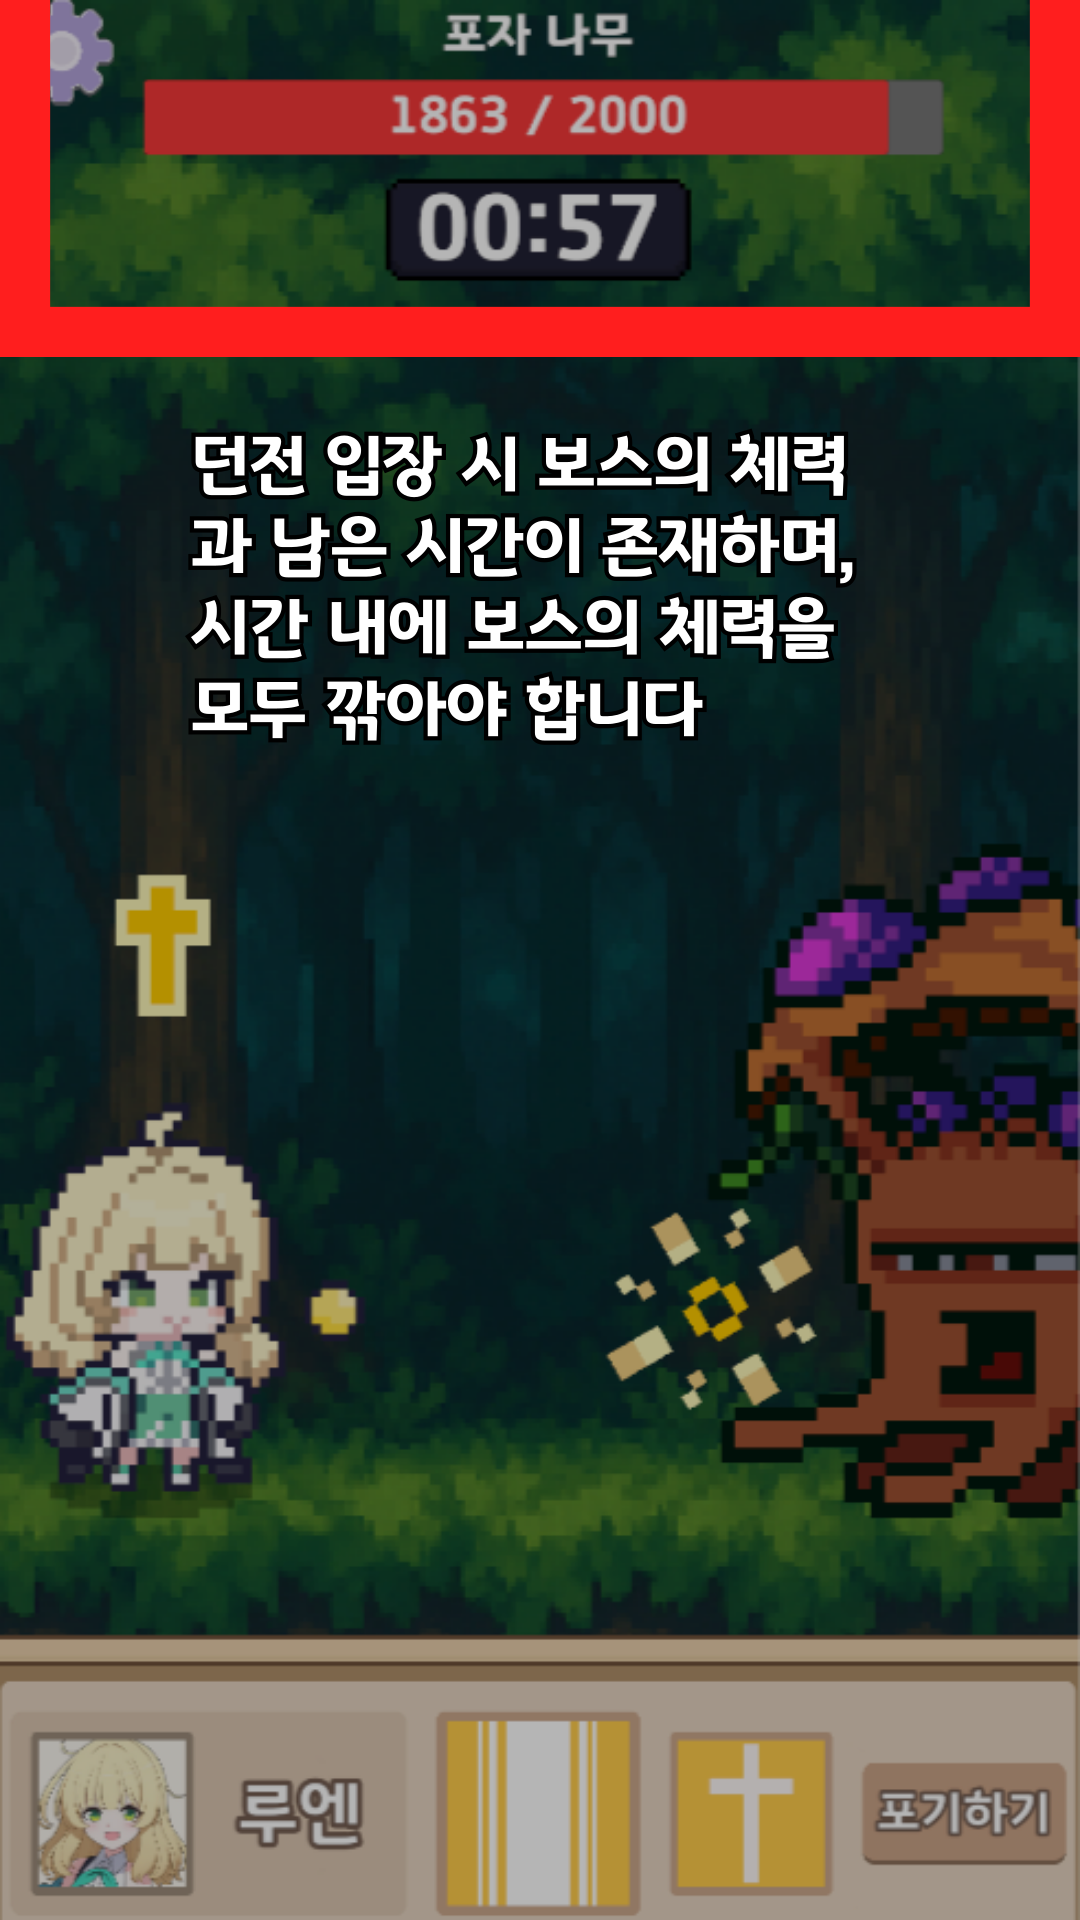 포자 나무
1863 / 2000
00:57
던전 입장 시 보스의 체력
과 남은 시간이 존재하며,
시간 내에 보스의 체력을
모두 깎아야 합니다
루엔
포기하기